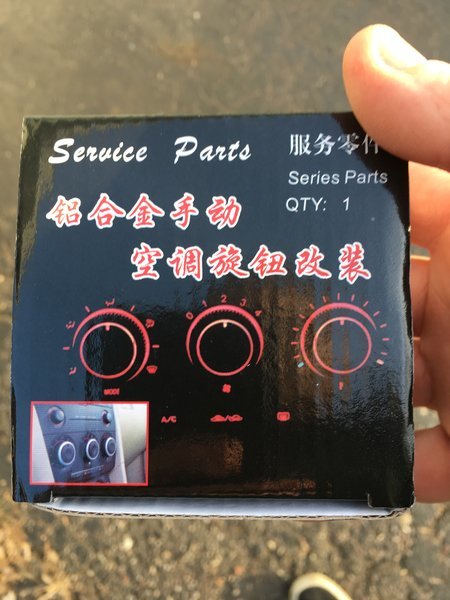 Service Parts
服务零件
Series Parts
QTY: 1
铝合金手动
空调旋钮改装
0 1 2 3 4
MODE
A/C